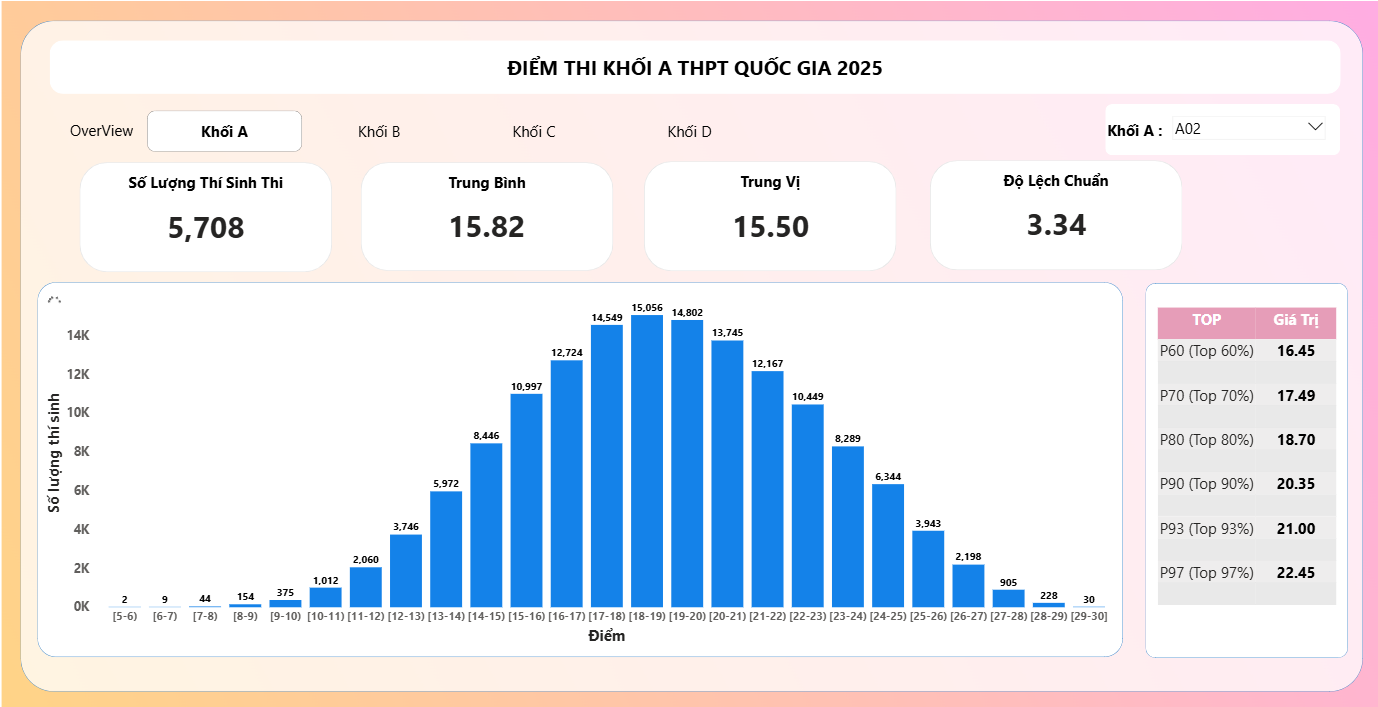 ĐIỂM THI KHỐI A THPT QUỐC GIA 2025
OverView
Khối A
Khối B
Khối C
Khối D
Khối A :
A02
Số Lượng Thí Sinh Thi
5,708
Trung Bình
15.82
Trung Vị
15.50
Độ Lệch Chuẩn
3.34
Số lượng thí sinh
14K
12K
10K
8K
6K
4K
2K
0K
2
9
44
154
375
1,012
2,060
3,746
5,972
8,446
10,997
12,724
14,549
15,056
14,802
13,745
12,167
10,449
8,289
6,344
3,943
2,198
905
228
30
[5-6) [6-7) [7-8) [8-9) [9-10) [10-11) [11-12) [12-13) [13-14) [14-15) [15-16) [16-17) [17-18) [18-19) [19-20) [20-21) [21-22) [22-23) [23-24) [24-25) [25-26) [26-27) [27-28) [28-29) [29-30]
Điểm
TOP Giá Trị
P60 (Top 60%) 16.45
P70 (Top 70%) 17.49
P80 (Top 80%) 18.70
P90 (Top 90%) 20.35
P93 (Top 93%) 21.00
P97 (Top 97%) 22.45